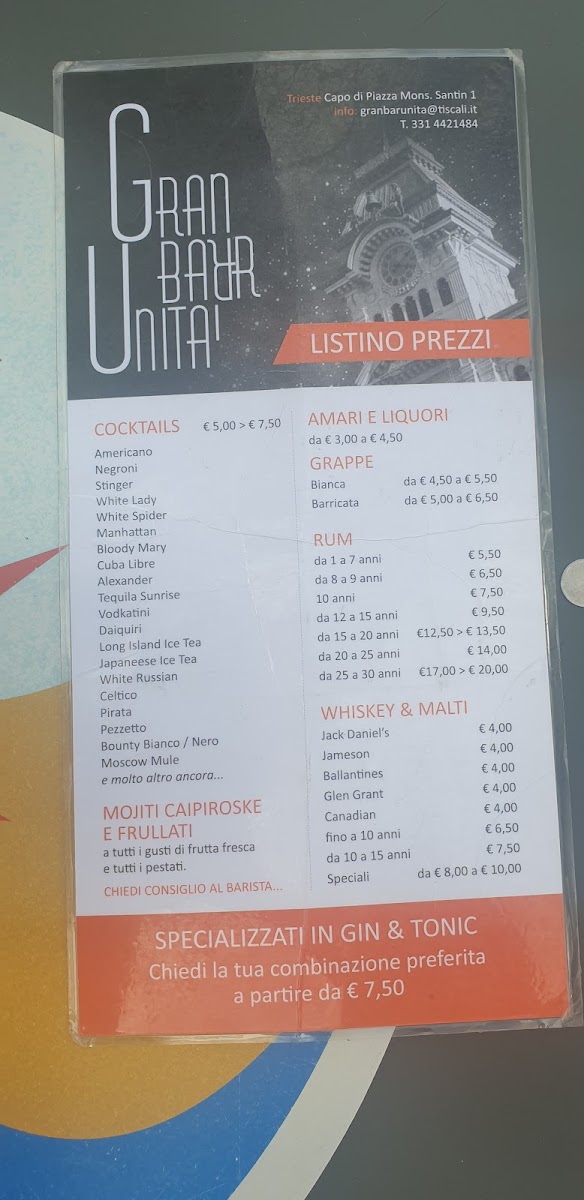 Trieste Capo di Piazza Mons. Santin 1
info: granbarunita@tiscali.it
T. 331 4421484
GRAN
BAR
UNITA'
LISTINO PREZZI
COCKTAILS € 5,00 > € 7,50
Americano
Negroni
Stinger
White Lady
White Spider
Manhattan
Bloody Mary
Cuba Libre
Alexander
Tequila Sunrise
Vodkatini
Daiquiri
Long Island Ice Tea
Japaneese Ice Tea
White Russian
Celtico
Pirata
Pezzetto
Bounty Bianco / Nero
Moscow Mule
e molto altro ancora...
MOJITI CAIPIROSKE
E FRULLATI
a tutti i gusti di frutta fresca
e tutti i pestati.
CHIEDI CONSIGLIO AL BARISTA...
AMARI E LIQUORI
da € 3,00 a € 4,50
GRAPPE
Bianca da € 4,50 a € 5,50
Barricata da € 5,00 a € 6,50
RUM
da 1 a 7 anni € 5,50
da 8 a 9 anni € 6,50
10 anni € 7,50
da 12 a 15 anni € 9,50
da 15 a 20 anni €12,50 > € 13,50
da 20 a 25 anni € 14,00
da 25 a 30 anni €17,00 > € 20,00
WHISKEY & MALTI
Jack Daniel's € 4,00
Jameson € 4,00
Ballantines € 4,00
Glen Grant € 4,00
Canadian € 4,00
fino a 10 anni € 6,50
da 10 a 15 anni € 7,50
Speciali da € 8,00 a € 10,00
SPECIALIZZATI IN GIN & TONIC
Chiedi la tua combinazione preferita
a partire da € 7,50